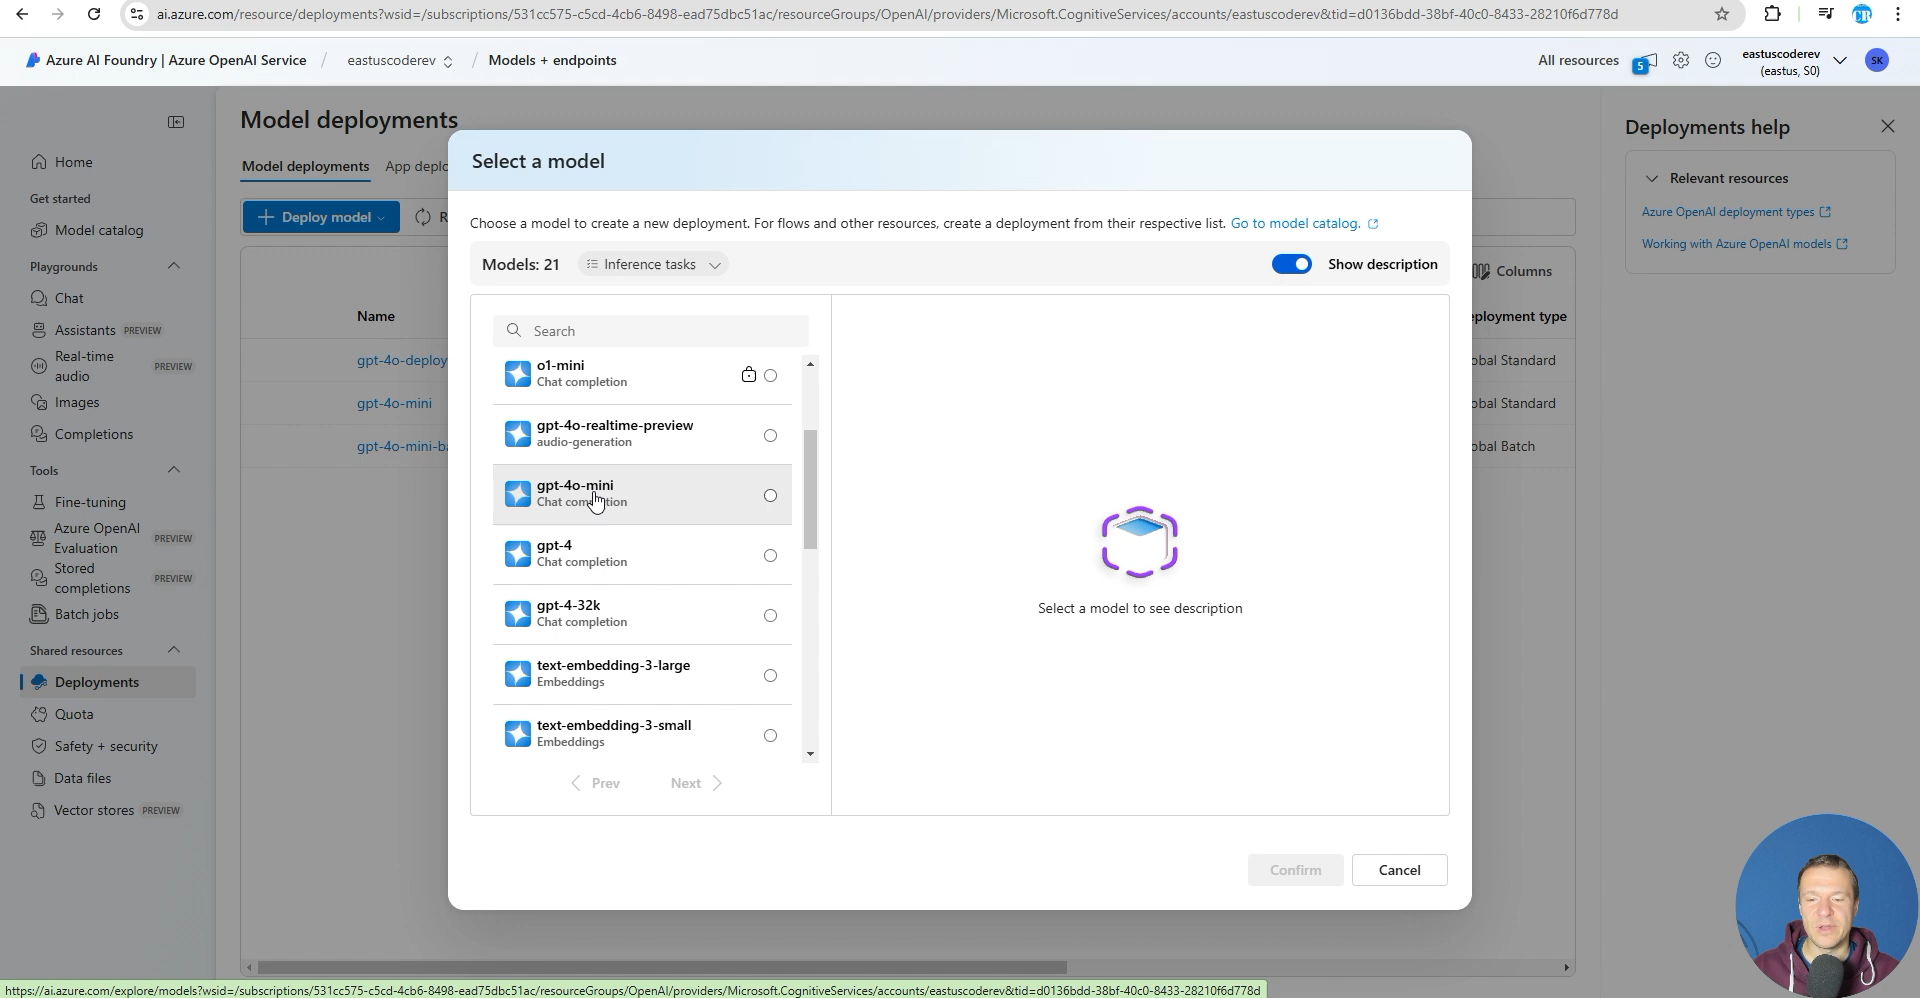 ai.azure.com/resource/deployments?wsid=/subscriptions/531cc575-c5cd-4cb6-8498-ead75dbc51ac/resourceGroups/OpenAI/providers/Microsoft.CognitiveServices/accounts/eastuscoderev&tid=d0136bdd-38bf-40c0-8433-28210f6d778d
CR
Azure AI Foundry | Azure OpenAI Service / eastuscoderev / Models + endpoints
All resources
5
eastuscoderev
(eastus, S0)
SK
Home
Get started
Model catalog
Playgrounds
Chat
Assistants PREVIEW
Real-time audio PREVIEW
Images
Completions
Tools
Fine-tuning
Azure OpenAI Evaluation PREVIEW
Stored completions PREVIEW
Batch jobs
Shared resources
Deployments
Quota
Safety + security
Data files
Vector stores PREVIEW
Model deployments
Model deployments App deplo
Deploy model R
Name
gpt-4o-deploy
gpt-4o-mini
gpt-4o-mini-ba
Select a model
Choose a model to create a new deployment. For flows and other resources, create a deployment from their respective list. Go to model catalog.
Models: 21 Inference tasks Show description
Search
o1-mini
Chat completion
gpt-4o-realtime-preview
audio-generation
gpt-4o-mini
Chat completion
gpt-4
Chat completion
gpt-4-32k
Chat completion
text-embedding-3-large
Embeddings
text-embedding-3-small
Embeddings
Prev Next
Select a model to see description
Confirm Cancel
Columns
eployment type
obal Standard
obal Standard
obal Batch
Deployments help
Relevant resources
Azure OpenAI deployment types
Working with Azure OpenAI models
https://ai.azure.com/explore/models?wsid=/subscriptions/531cc575-c5cd-4cb6-8498-ead75dbc51ac/resourceGroups/OpenAI/providers/Microsoft.CognitiveServices/accounts/eastuscoderev&tid=d0136bdd-38bf-40c0-8433-28210f6d778d